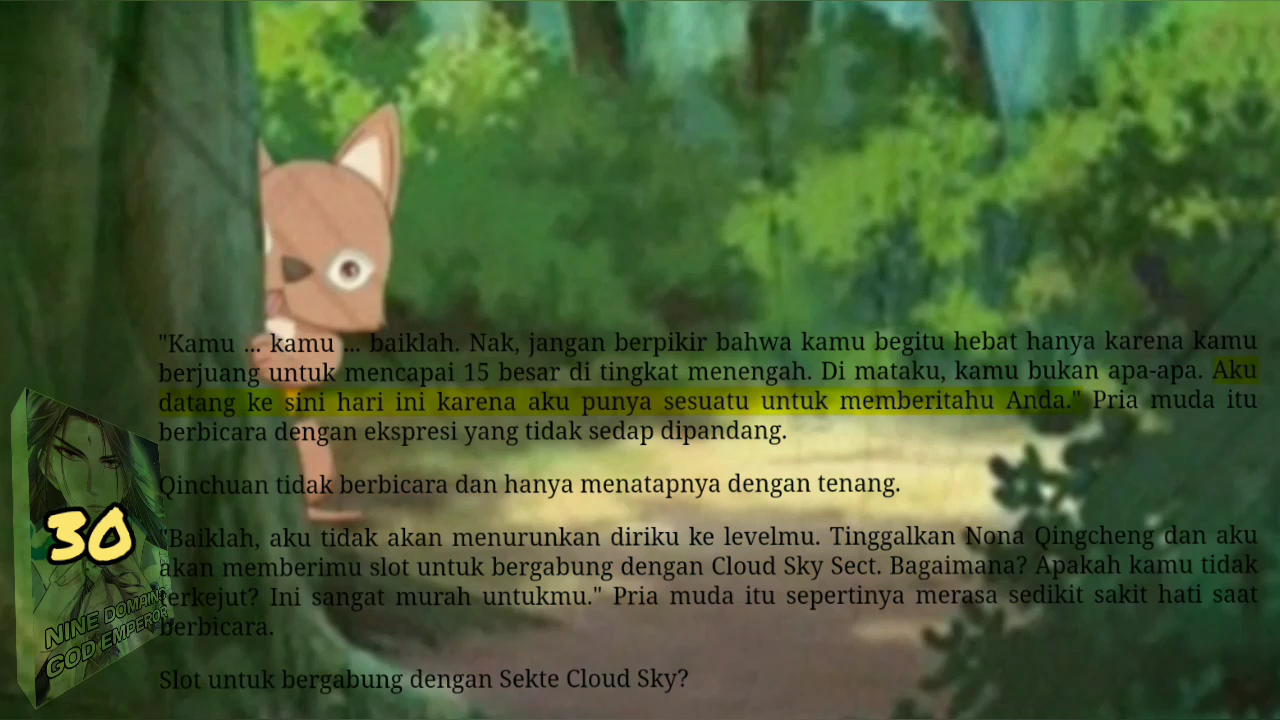 "Kamu ... kamu ... baiklah. Nak, jangan berpikir bahwa kamu begitu hebat hanya karena kamu
berjuang untuk mencapai 15 besar di tingkat menengah. Di mataku, kamu bukan apa-apa. Aku
datang ke sini hari ini karena aku punya sesuatu untuk memberitahu Anda." Pria muda itu
berbicara dengan ekspresi yang tidak sedap dipandang.
Qinchuan tidak berbicara dan hanya menatapnya dengan tenang.
"Baiklah, aku tidak akan menurunkan diriku ke levelmu. Tinggalkan Nona Qingcheng dan aku
akan memberimu slot untuk bergabung dengan Cloud Sky Sect. Bagaimana? Apakah kamu tidak
terkejut? Ini sangat murah untukmu." Pria muda itu sepertinya merasa sedikit sakit hati saat
berbicara.
Slot untuk bergabung dengan Sekte Cloud Sky?
30
NINE DOMAINS
GOD EMPEROR